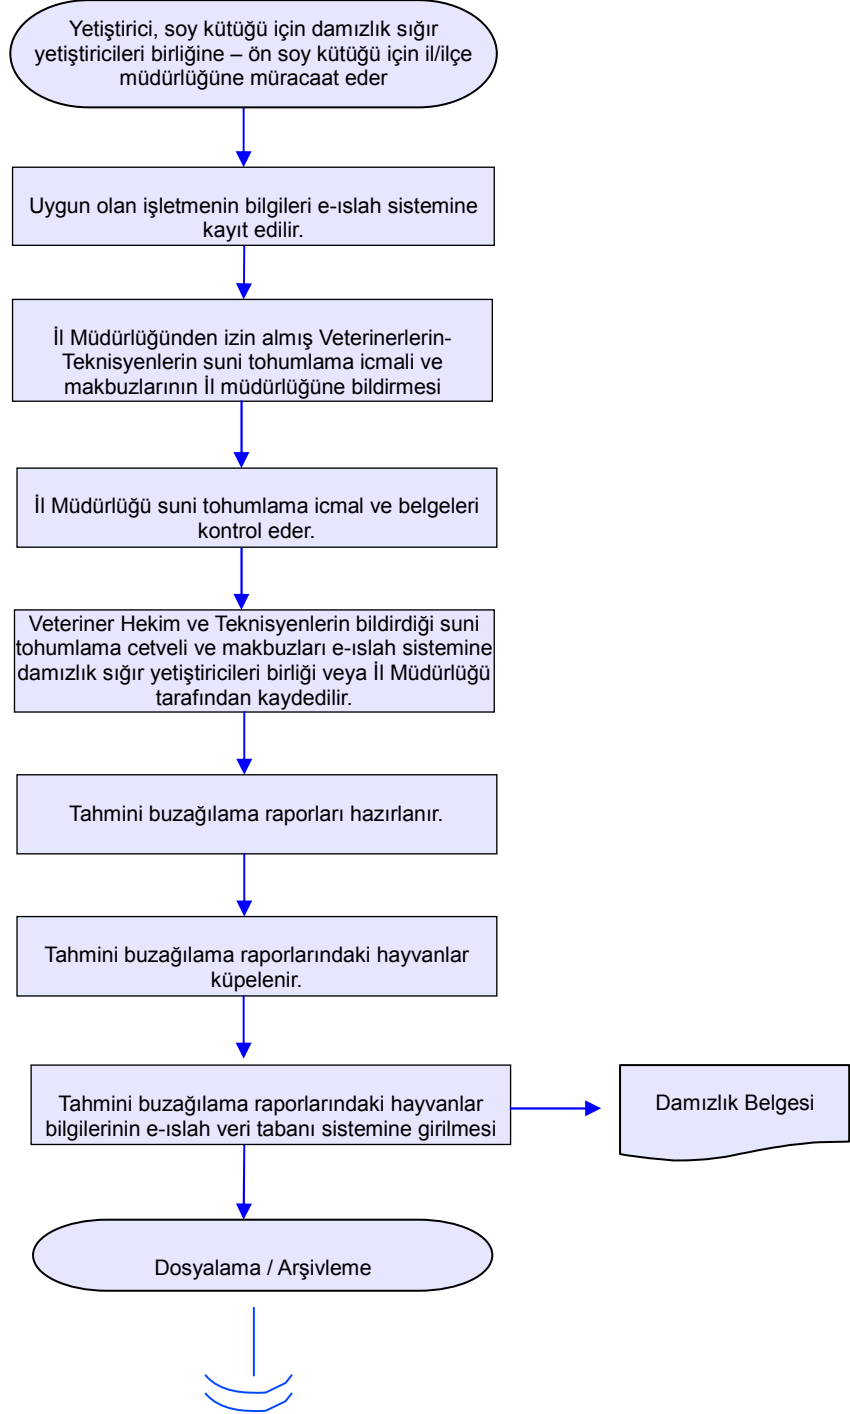 Yetiştirici, soy kütüğü için damızlık sığır
yetiştiricileri birliğine – ön soy kütüğü için il/ilçe
müdürlüğüne müracaat eder
Uygun olan işletmenin bilgileri e-ıslah sistemine
kayıt edilir.
İl Müdürlüğünden izin almış Veterinerlerin-
Teknisyenlerin suni tohumlama icmali ve
makbuzlarının İl müdürlüğüne bildirmesi
İl Müdürlüğü suni tohumlama icmal ve belgeleri
kontrol eder.
Veteriner Hekim ve Teknisyenlerin bildirdiği suni
tohumlama cetveli ve makbuzları e-ıslah sistemine
damızlık sığır yetiştiricileri birliği veya İl Müdürlüğü
tarafından kaydedilir.
Tahmini buzağılama raporları hazırlanır.
Tahmini buzağılama raporlarındaki hayvanlar
küpelenir.
Tahmini buzağılama raporlarındaki hayvanlar
bilgilerinin e-ıslah veri tabanı sistemine girilmesi
Damızlık Belgesi
Dosyalama / Arşivleme